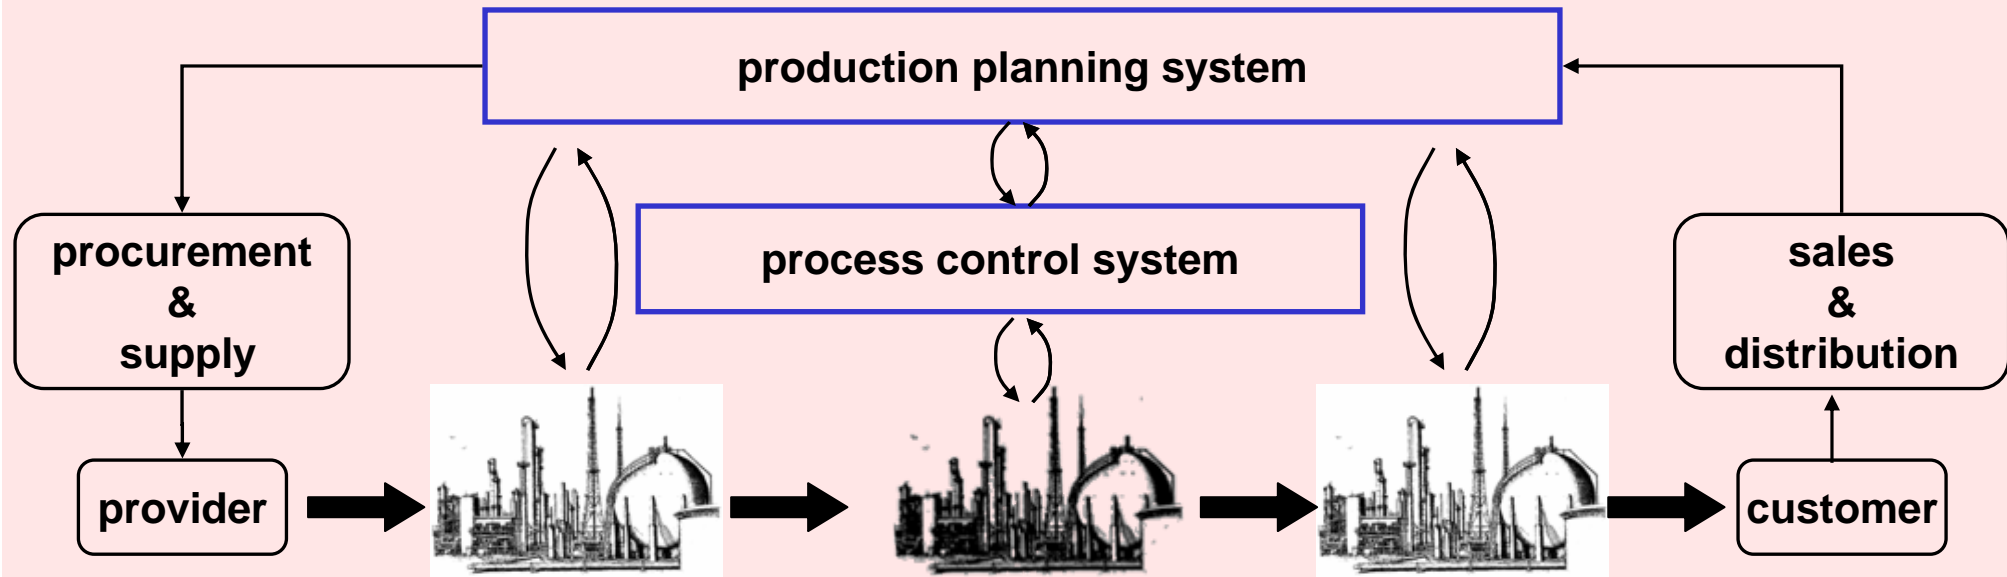 production planning system
process control system
procurement
&
supply
sales
&
distribution
provider
customer